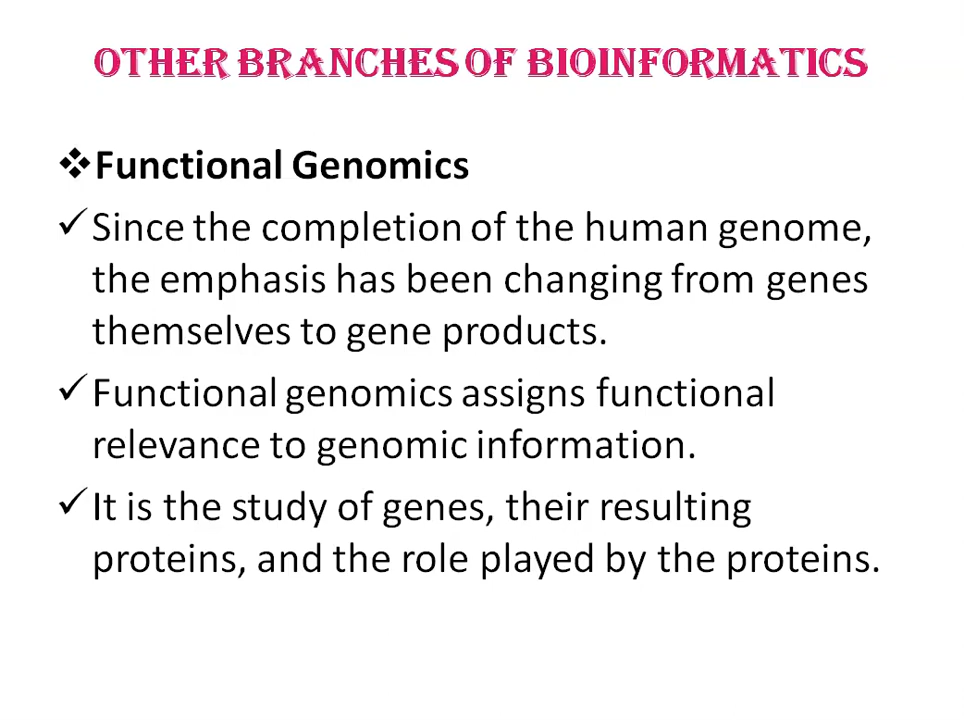 OTHER BRANCHES OF BIOINFORMATICS
❖Functional Genomics
✓Since the completion of the human genome,
the emphasis has been changing from genes
themselves to gene products.
✓Functional genomics assigns functional
relevance to genomic information.
✓It is the study of genes, their resulting
proteins, and the role played by the proteins.